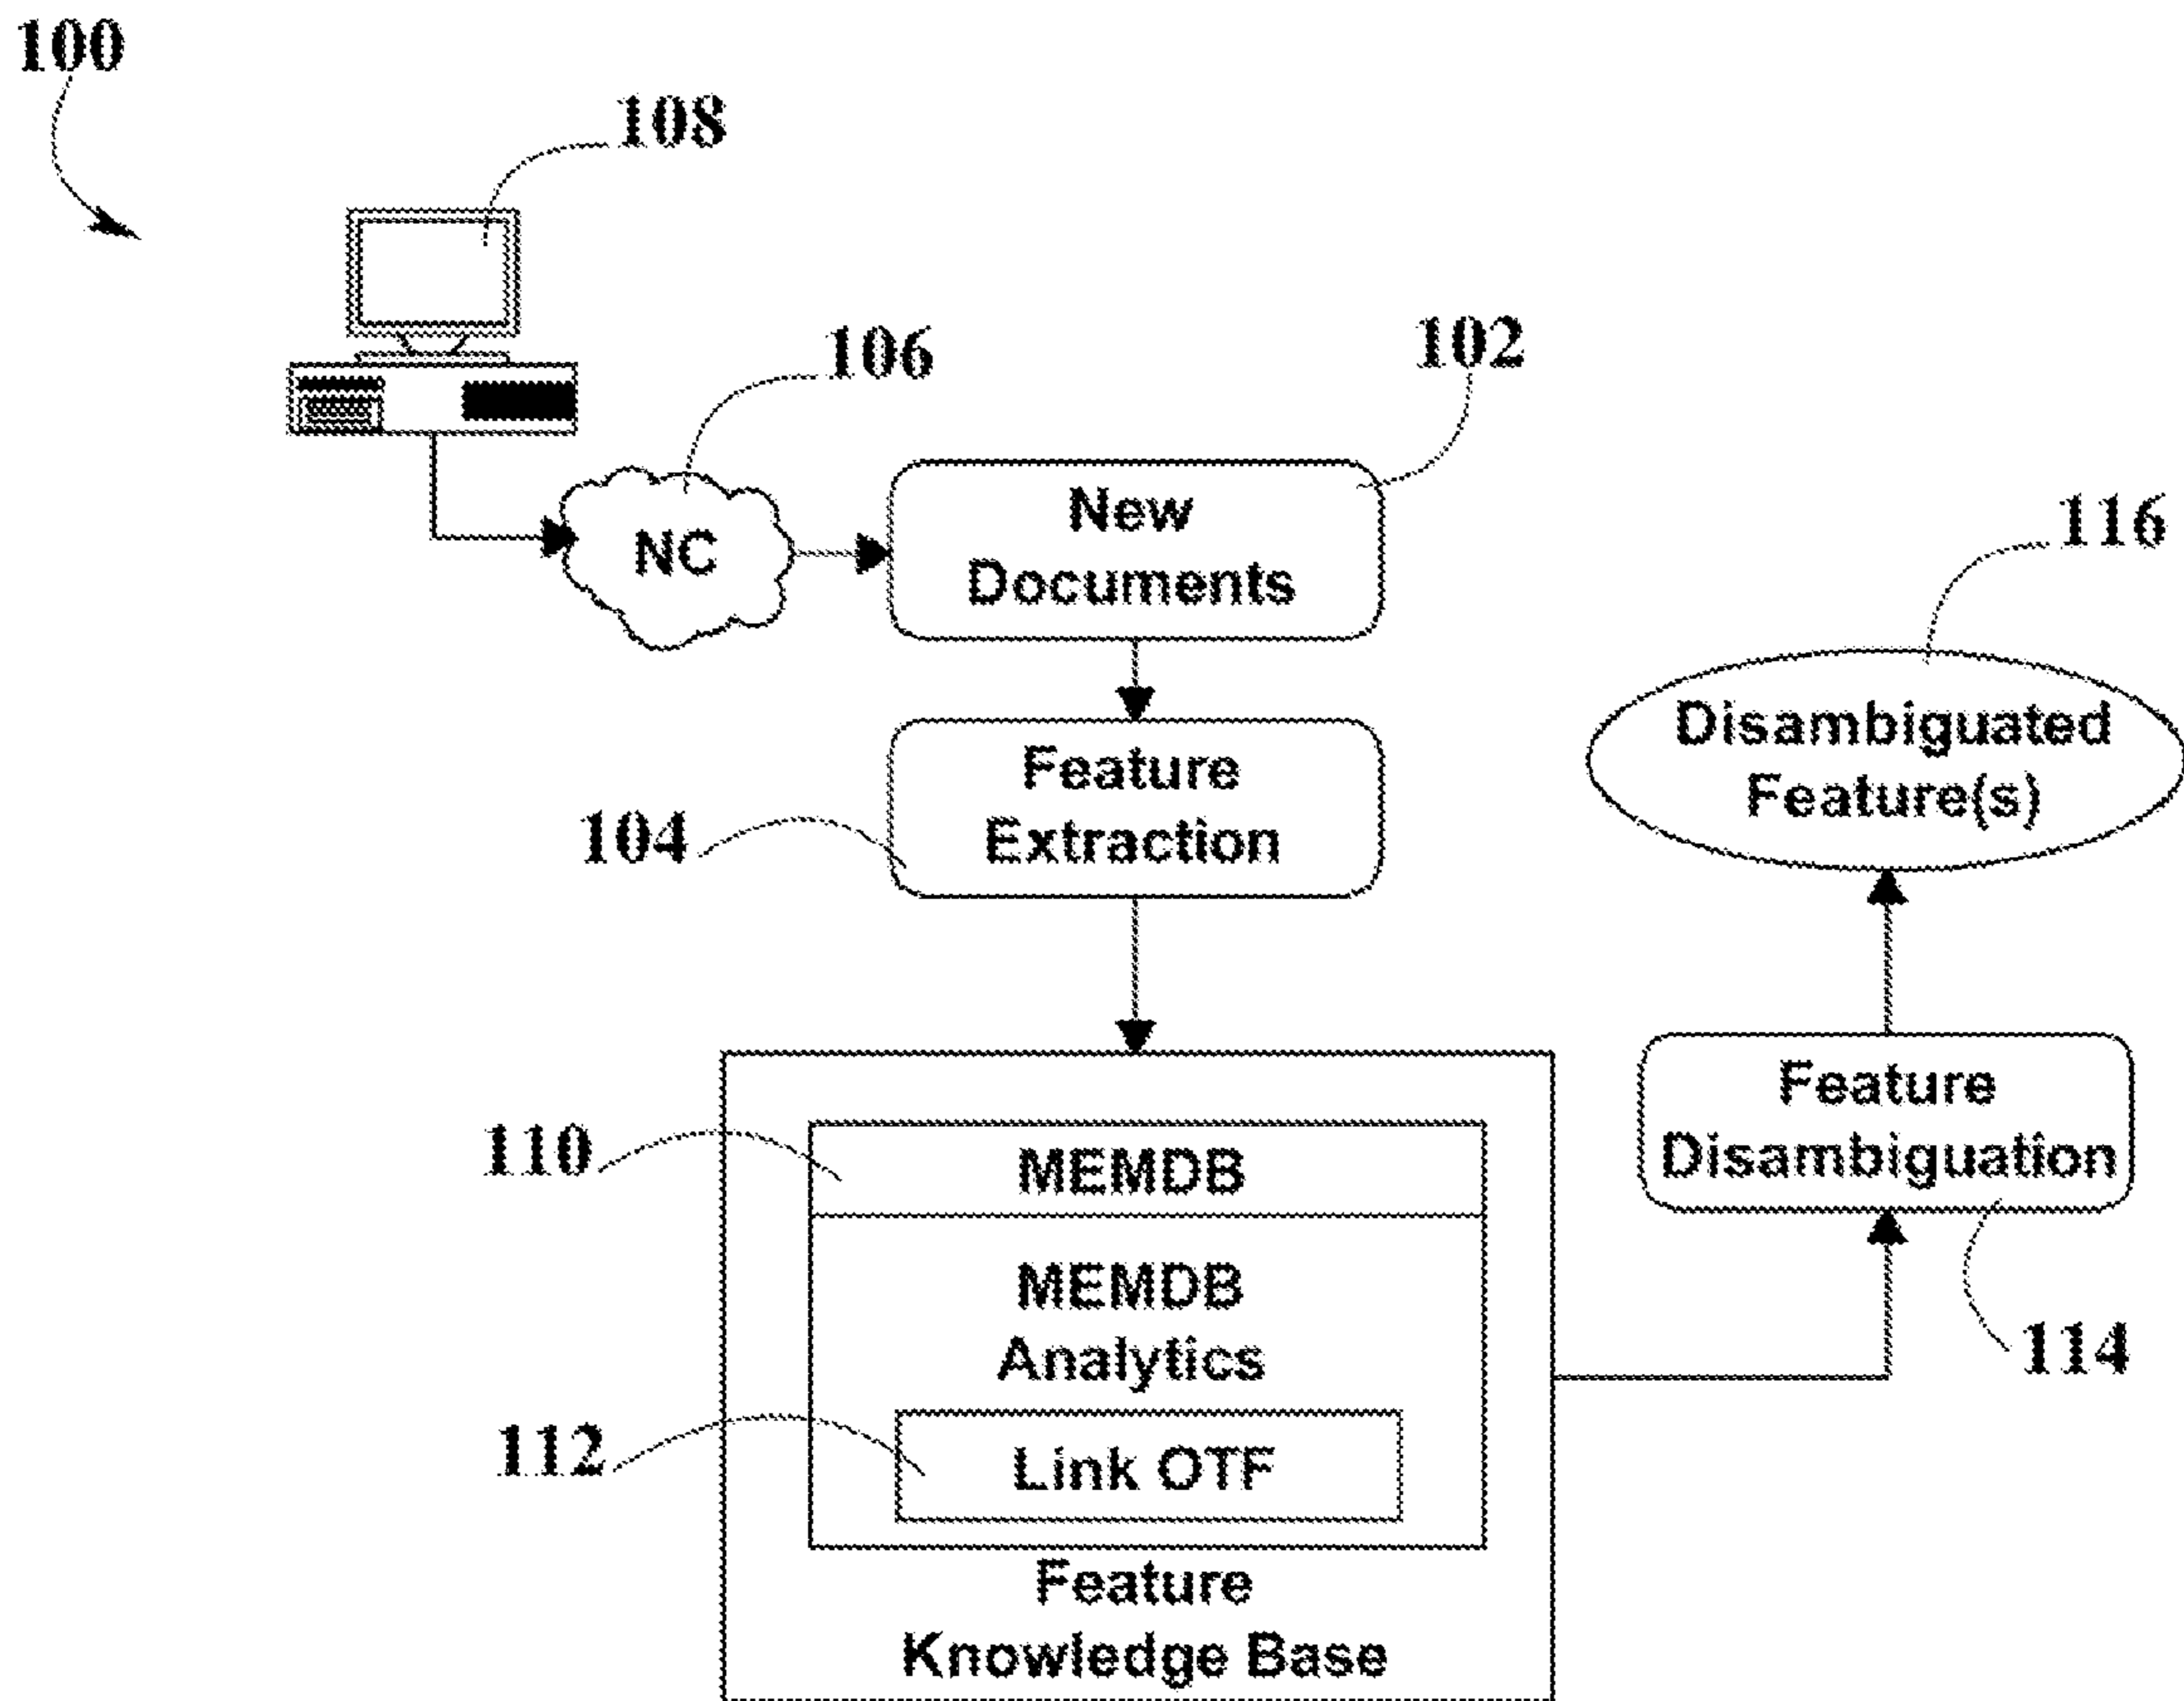 100
108
106
102
NC
New
Documents
116
Disambiguated
Feature(s)
Feature
Extraction
104
Feature
Disambiguation
110
MEMDB
MEMDB
Analytics
114
112
Link OTF
Feature
Knowledge Base